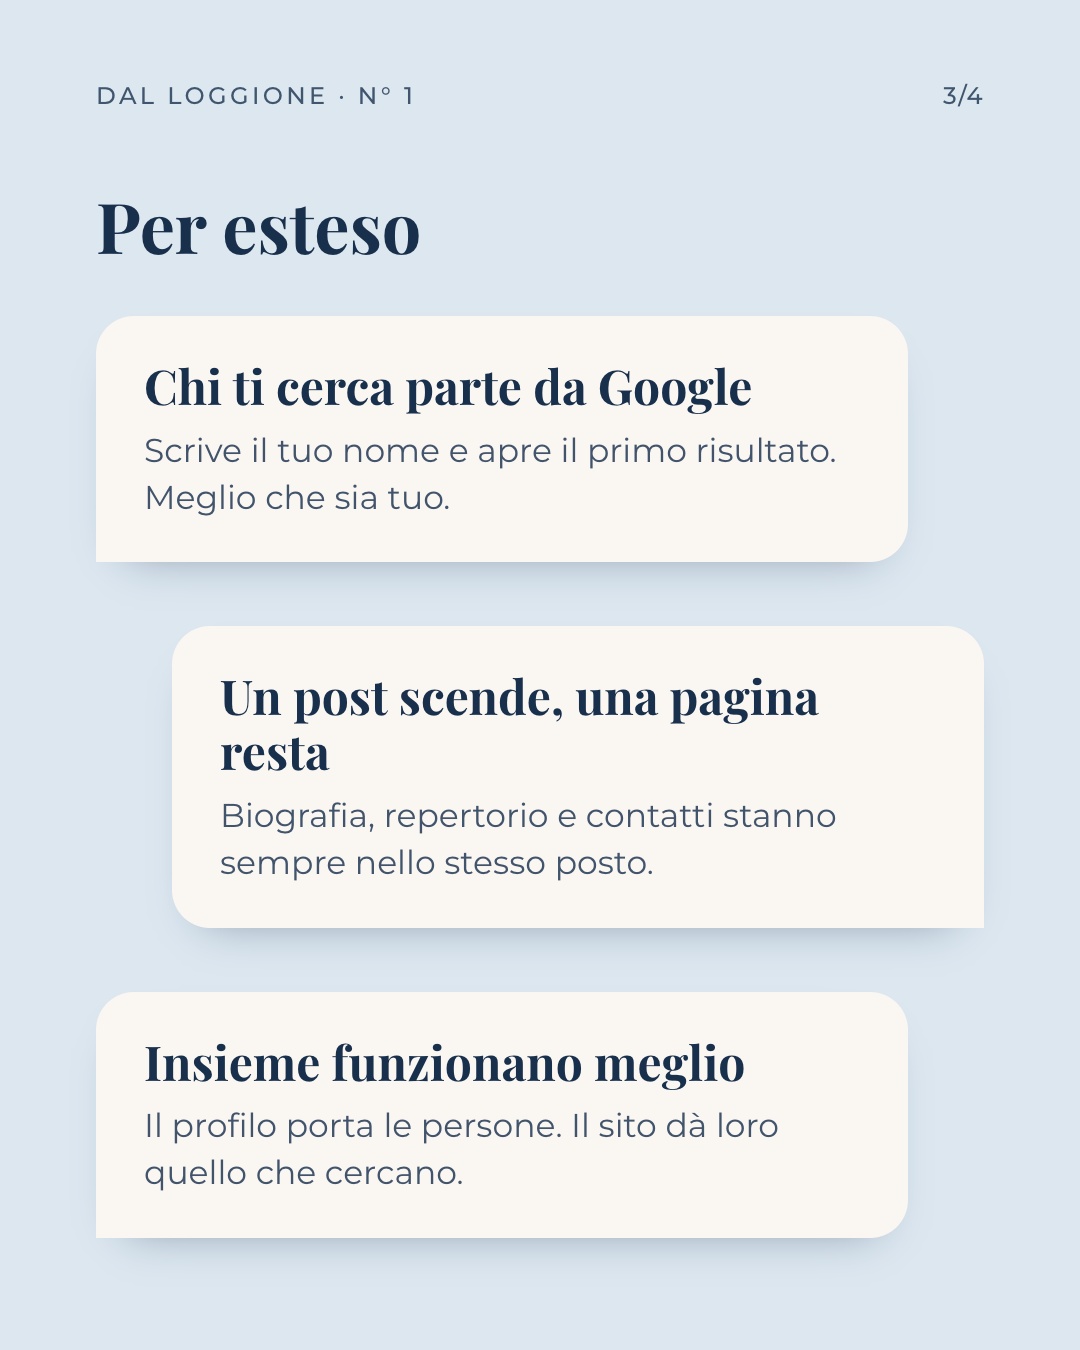 DAL LOGGIONE · N° 1
3/4
Per esteso
Chi ti cerca parte da Google
Scrive il tuo nome e apre il primo risultato.
Meglio che sia tuo.
Un post scende, una pagina
resta
Biografia, repertorio e contatti stanno
sempre nello stesso posto.
Insieme funzionano meglio
Il profilo porta le persone. Il sito dà loro
quello che cercano.